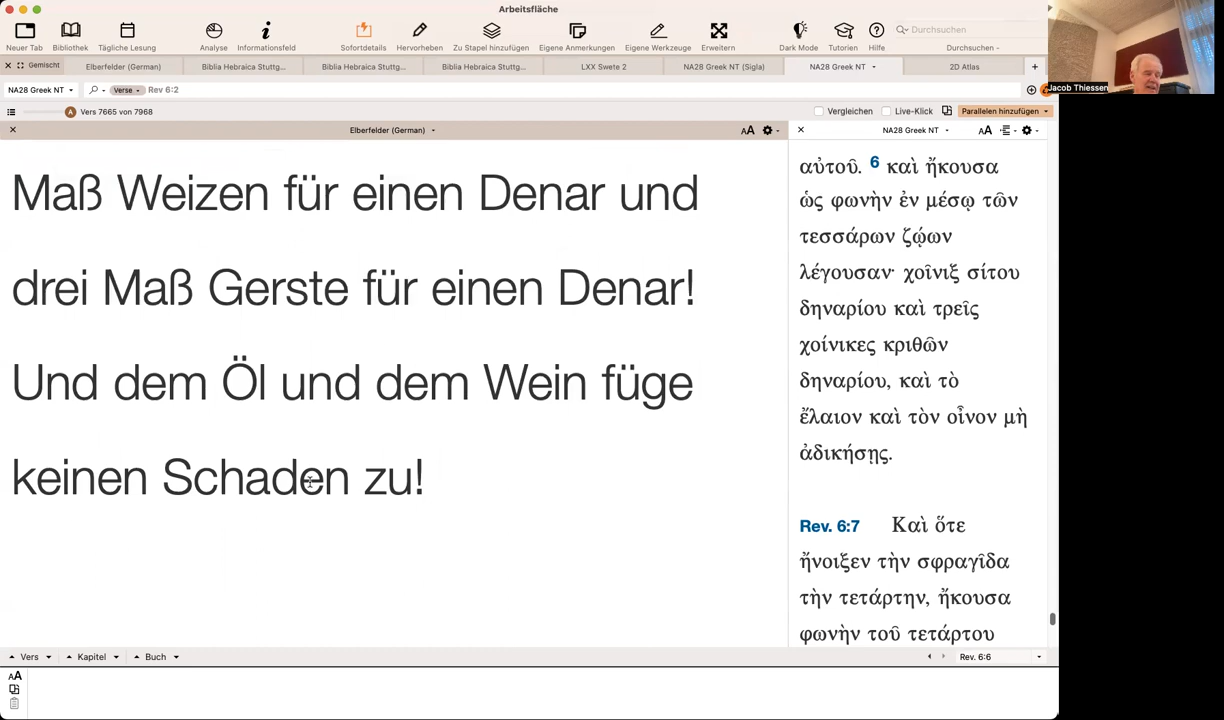 Arbeitsfläche
Neuer Tab
Bibliothek
Tägliche Lesung
Analyse
Informationsfeld
Sofortdetails
Hervorheben
Zu Stapel hinzufügen
Eigene Anmerkungen
Eigene Werkzeuge
Erweitern
Dark Mode
Tutorien
Hilfe
Durchsuchen
Durchsuchen
Jacob Thiessen
Gemischt
Elberfelder (German)
Biblia Hebraica Stuttg...
Biblia Hebraica Stuttg...
Biblia Hebraica Stuttg...
LXX Swete 2
NA28 Greek NT (Sigla)
NA28 Greek NT
2D Atlas
NA28 Greek NT
Verse
Rev 6:2
A Vers 7665 von 7968
Vergleichen
Live-Klick
Parallelen hinzufügen
Elberfelder (German)
AA
NA28 Greek NT
AA
Maß Weizen für einen Denar und
drei Maß Gerste für einen Denar!
Und dem Öl und dem Wein füge
keinen Schaden zu!
αὐτοῦ. 6 καὶ ἤκουσα
ὡς φωνὴν ἐν μέσῳ τῶν
τεσσάρων ζῴων
λέγουσαν· χοῖνιξ σίτου
δηναρίου καὶ τρεῖς
χοίνικες κριθῶν
δηναρίου, καὶ τὸ
ἔλαιον καὶ τὸν οἶνον μὴ
ἀδικήσῃς.
Rev. 6:7 Καὶ ὅτε
ἤνοιξεν τὴν σφραγῖδα
τὴν τετάρτην, ἤκουσα
φωνὴν τοῦ τετάρτου
Vers
Kapitel
Buch
Rev. 6:6
AA